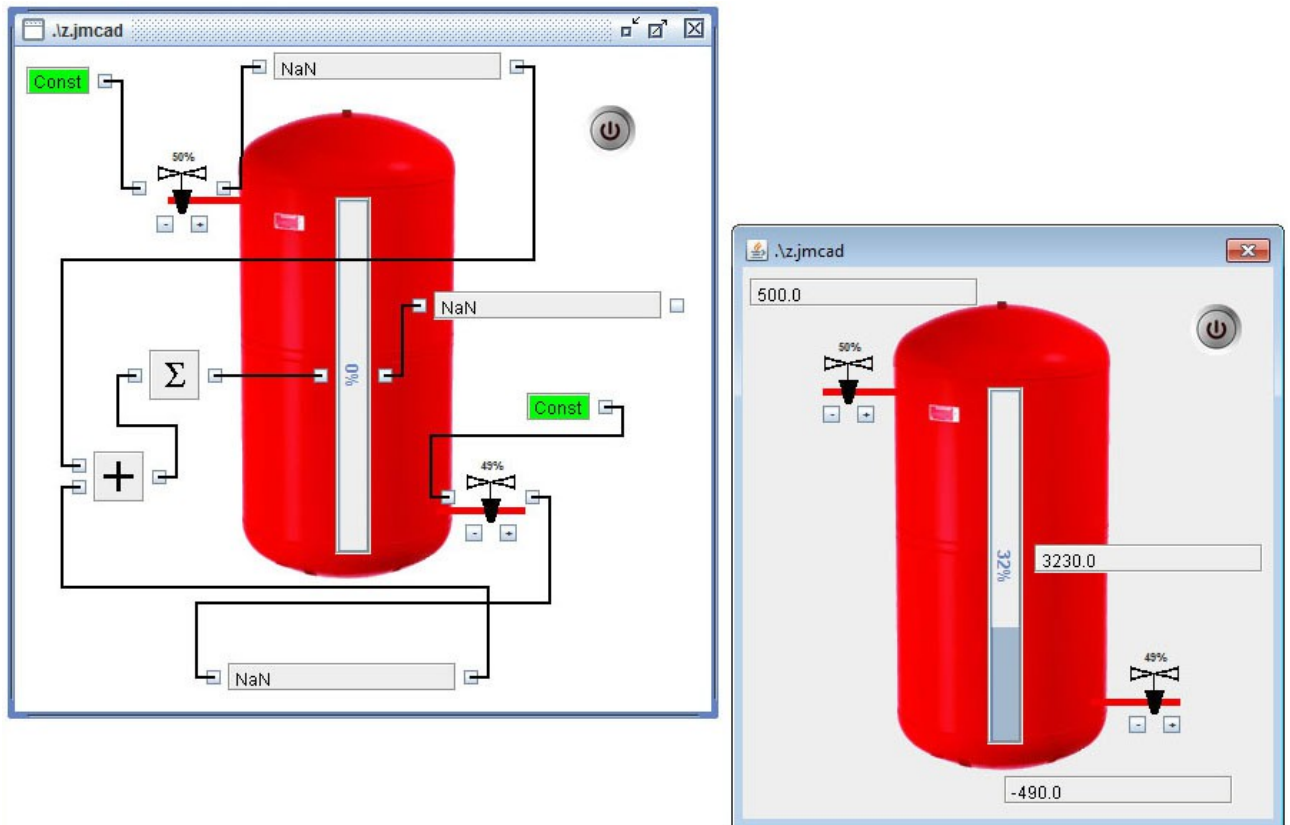 .\z.jmcad
Const
NaN
50%
NaN
0%
Σ
Const
+
49%
NaN
.\z.jmcad
500.0
50%
32%
3230.0
49%
-490.0